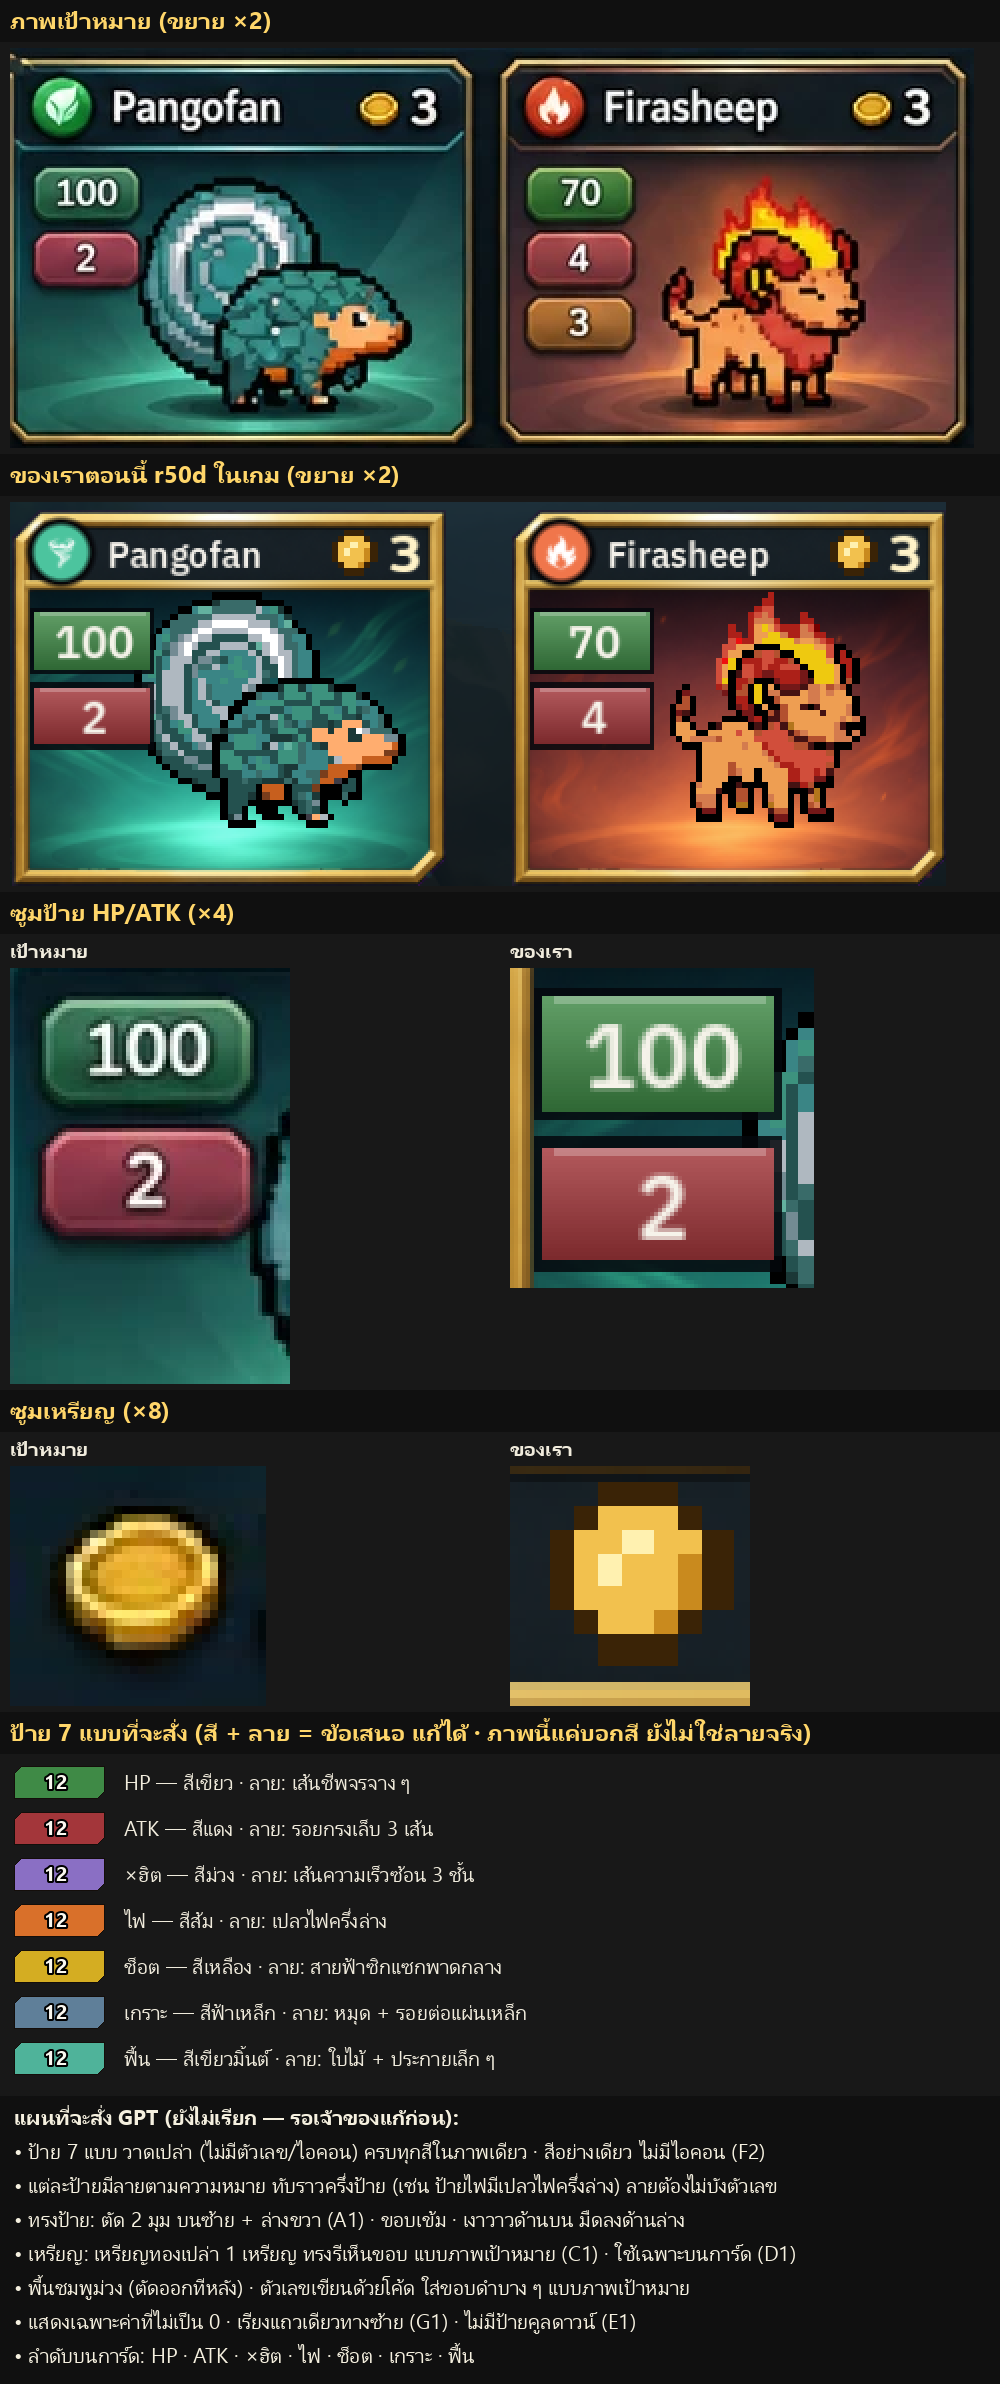 ภาพเป้าหมาย (ขยาย ×2)
Pangofan 3
100
2
Firasheep 3
70
4
3
ของเราตอนนี้ r50d ในเกม (ขยาย ×2)
Pangofan 3
100
2
Firasheep 3
70
4
ซูมป้าย HP/ATK (×4)
เป้าหมาย
100
2
ของเรา
100
2
ซูมเหรียญ (×8)
เป้าหมาย
ของเรา
ป้าย 7 แบบที่จะสั่ง (สี + ลาย = ข้อเสนอ แก้ได้ · ภาพนี้แค่บอกสี ยังไม่ใช่ลายจริง)
12 HP — สีเขียว · ลาย: เส้นชีพจรจาง ๆ
12 ATK — สีแดง · ลาย: รอยกรงเล็บ 3 เส้น
12 ×ฮิต — สีม่วง · ลาย: เส้นความเร็วซ้อน 3 ชั้น
12 ไฟ — สีส้ม · ลาย: เปลวไฟครึ่งล่าง
12 ช็อต — สีเหลือง · ลาย: สายฟ้าซิกแซกพาดกลาง
12 เกราะ — สีฟ้าเหล็ก · ลาย: หมุด + รอยต่อแผ่นเหล็ก
12 ฟื้น — สีเขียวมิ้นต์ · ลาย: ใบไม้ + ประกายเล็ก ๆ
แผนที่จะสั่ง GPT (ยังไม่เรียก — รอเจ้าของแก้ก่อน):
• ป้าย 7 แบบ วาดเปล่า (ไม่มีตัวเลข/ไอคอน) ครบทุกสีในภาพเดียว · สีอย่างเดียว ไม่มีไอคอน (F2)
• แต่ละป้ายมีลายตามความหมาย ทับราวครึ่งป้าย (เช่น ป้ายไฟมีเปลวไฟครึ่งล่าง) ลายต้องไม่บังตัวเลข
• ทรงป้าย: ตัด 2 มุม บนซ้าย + ล่างขวา (A1) · ขอบเข้ม · เงาวาวด้านบน มืดลงด้านล่าง
• เหรียญ: เหรียญทองเปล่า 1 เหรียญ ทรงรีเห็นขอบ แบบภาพเป้าหมาย (C1) · ใช้เฉพาะบนการ์ด (D1)
• พื้นชมพูม่วง (ตัดออกทีหลัง) · ตัวเลขเขียนด้วยโค้ด ใส่ขอบดำบาง ๆ แบบภาพเป้าหมาย
• แสดงเฉพาะค่าที่ไม่เป็น 0 · เรียงแถวเดียวทางซ้าย (G1) · ไม่มีป้ายคูลดาวน์ (E1)
• ลำดับบนการ์ด: HP · ATK · ×ฮิต · ไฟ · ช็อต · เกราะ · ฟื้น